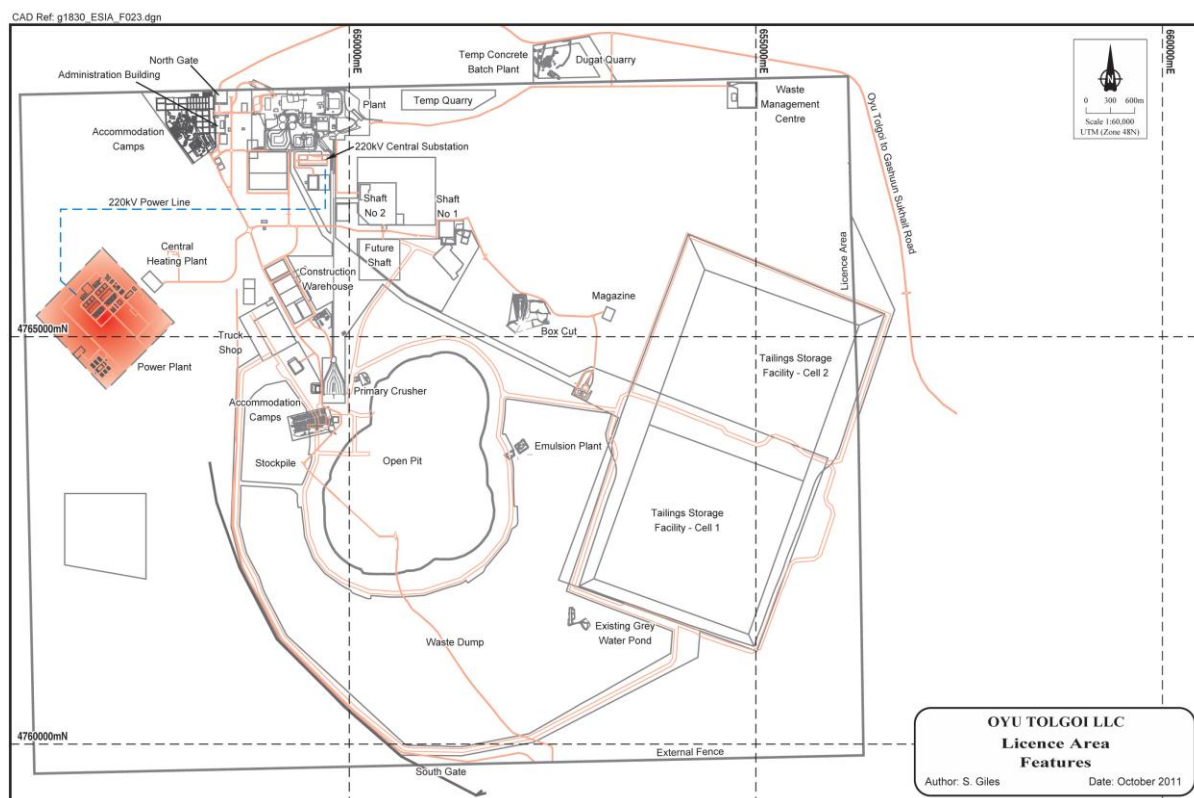 CAD Ref: g1830_ESIA_F023.dgn
650000mE
655000mE
660000mE
North Gate
Administration Building
Accommodation
Camps
Plant
Temp Quarry
Temp Concrete
Batch Plant
Dugat Quarry
Waste
Management
Centre
N
0 300 600m
Scale 1:60,000
UTM (Zone 48N)
220kV Central Substation
220kV Power Line
Shaft
No 2
Shaft
No 1
Future
Shaft
Central
Heating Plant
Construction
Warehouse
Licence Area
Oyu Tolgoi to Gashuun Sukhait Road
Magazine
Box Cut
4765000mN
Truck
Shop
Power Plant
Tailings Storage
Facility - Cell 2
Primary Crusher
Accommodation
Camps
Emulsion Plant
Stockpile
Open Pit
Tailings Storage
Facility - Cell 1
Existing Grey
Water Pond
Waste Dump
4760000mN
External Fence
South Gate
OYU TOLGOI LLC
Licence Area
Features
Author: S. Giles
Date: October 2011